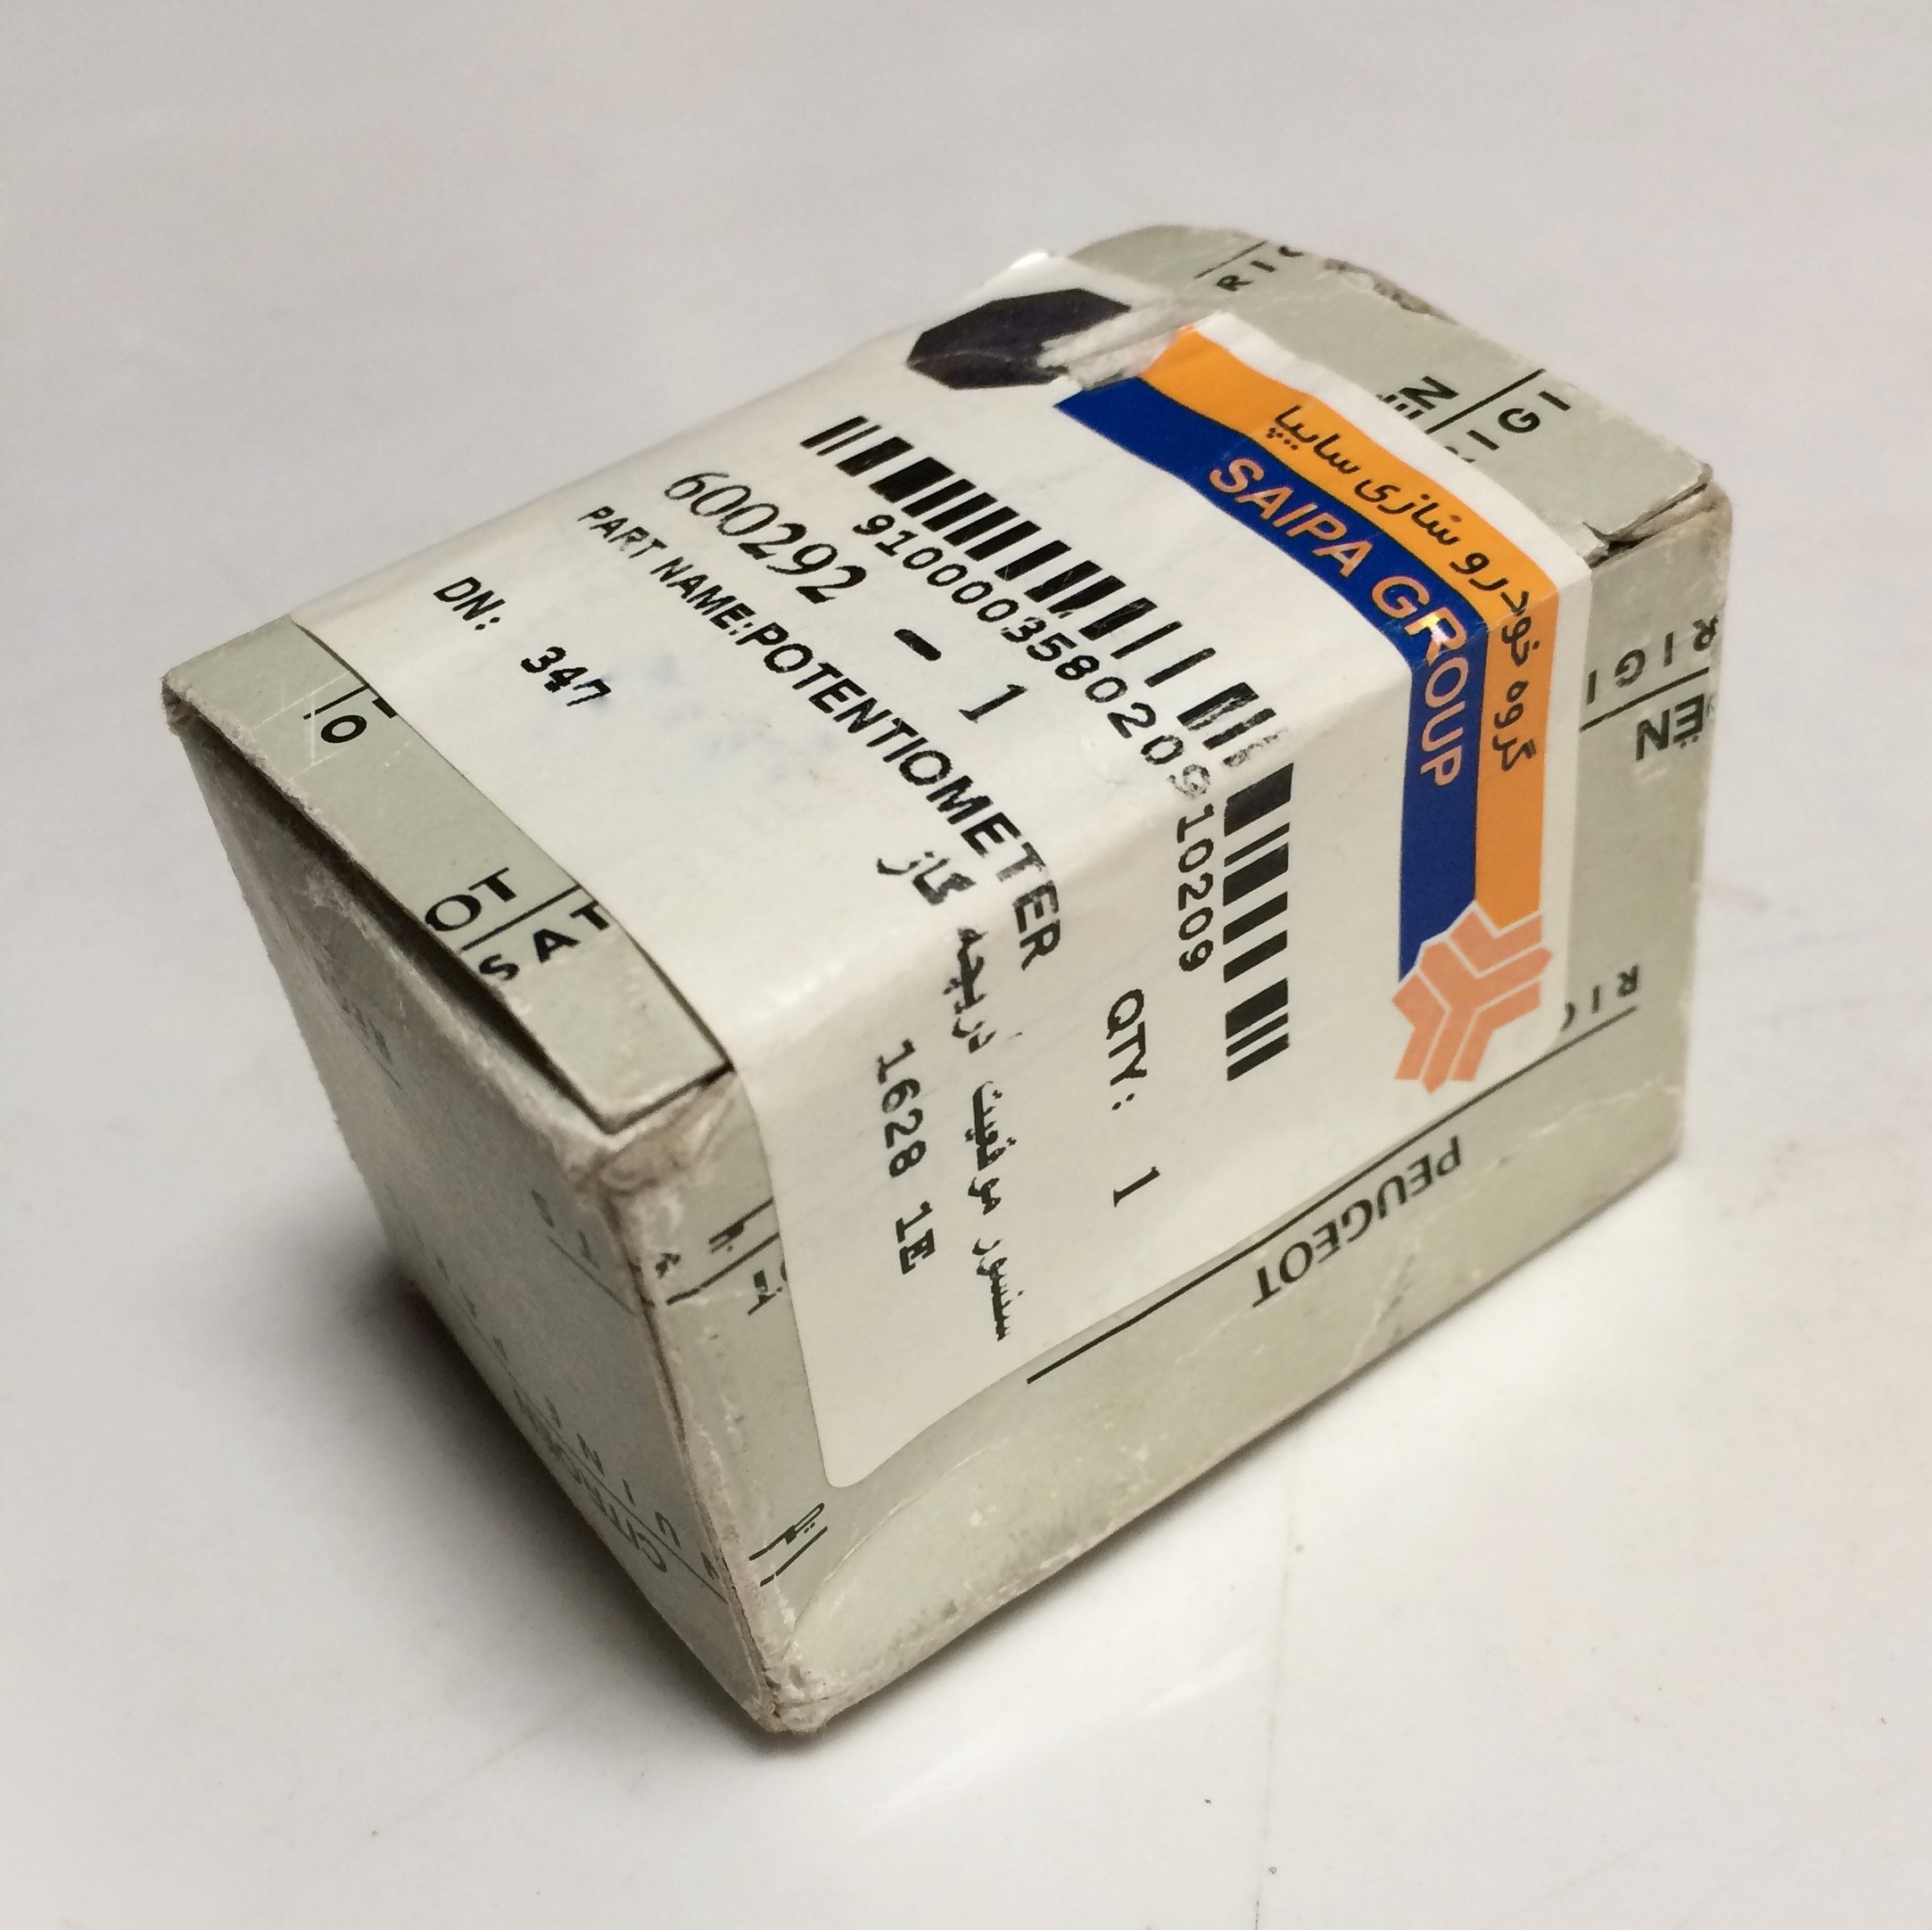 گروه خودرو سازی سایپا
SAIPA GROUP
910000358020910209
600292 - 1
QTY: 1
PART NAME:POTENTIOMETER
سنسور موقعیت دریچه گاز
DN: 347
1628 1E
PEUGEOT